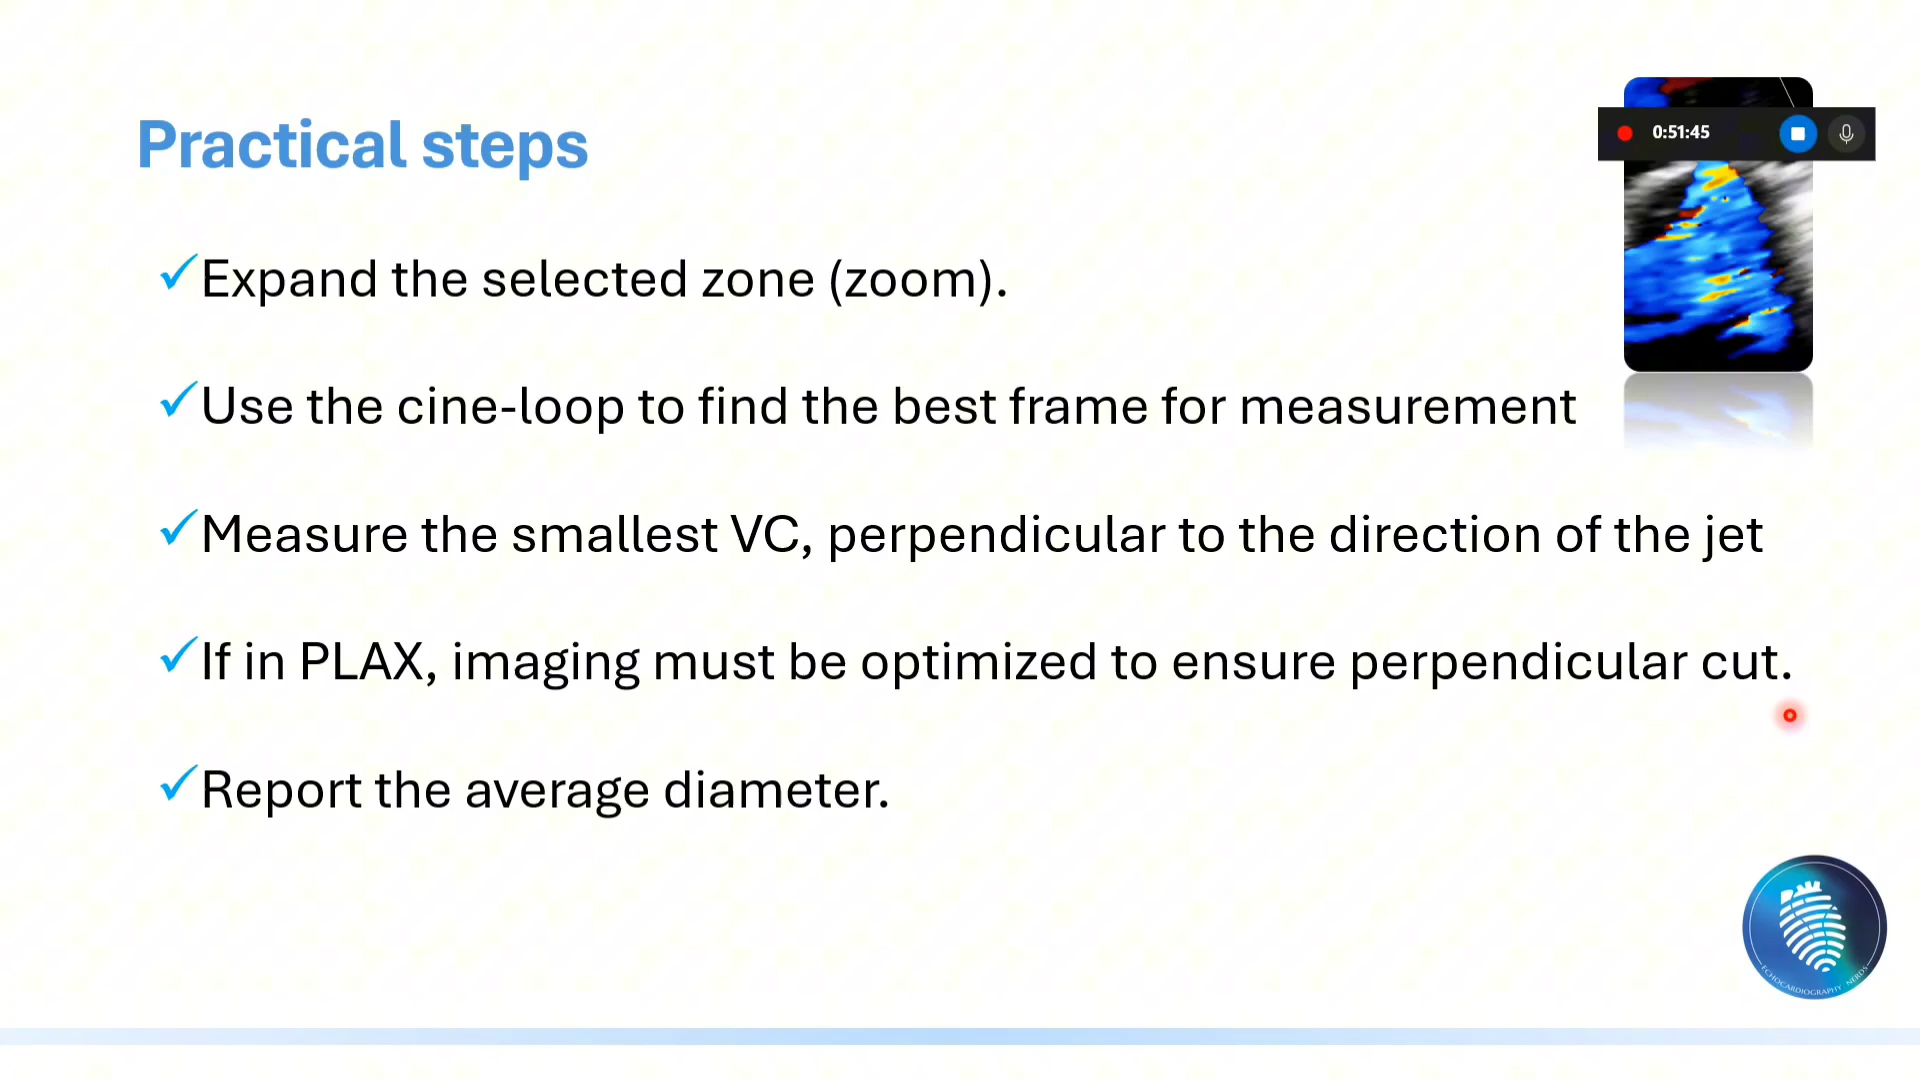 0:51:45
Practical steps
✓Expand the selected zone (zoom).
✓Use the cine-loop to find the best frame for measurement
✓Measure the smallest VC, perpendicular to the direction of the jet
✓If in PLAX, imaging must be optimized to ensure perpendicular cut.
✓Report the average diameter.
ECHOCARDIOGRAPHY NERDS